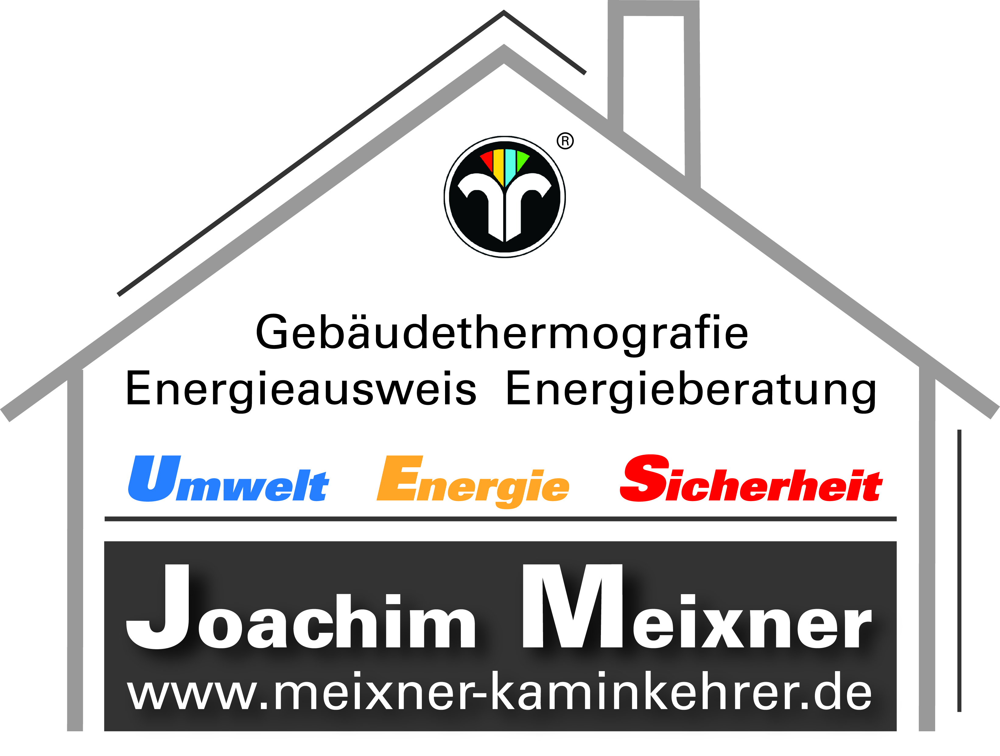 ®
Gebäudethermografie
Energieausweis Energieberatung
Umwelt Energie Sicherheit
Joachim Meixner
www.meixner-kaminkehrer.de